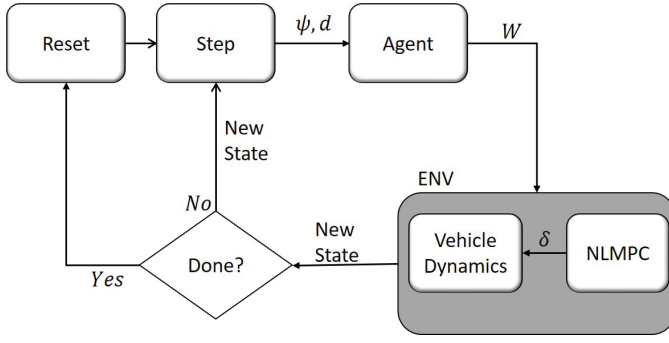 Reset
Step
ψ, d
Agent
W
New
State
ENV
No
New
State
Vehicle
Dynamics
δ
NLMPC
Done?
Yes